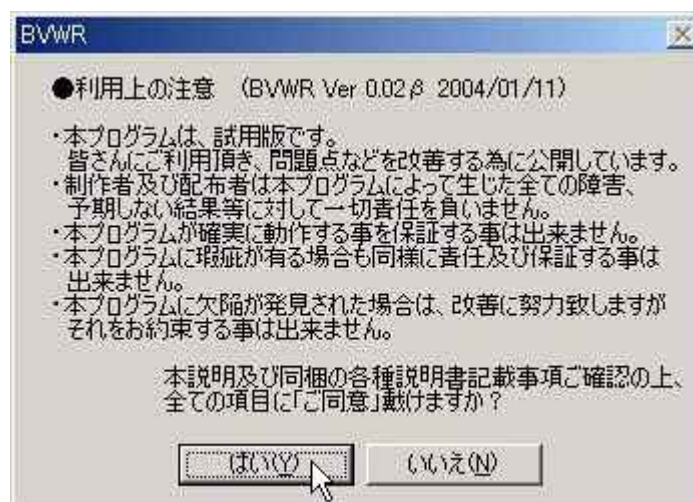 BVWR
●利用上の注意 (BVWR Ver 0.02β 2004/01/11)
・本プログラムは、試用版です。
皆さんにご利用頂き、問題点などを改善する為に公開しています。
・制作者及び配布者は本プログラムによって生じた全ての障害、
予期しない結果等に対して一切責任を負いません。
・本プログラムが確実に動作する事を保証する事は出来ません。
・本プログラムに瑕疵が有る場合も同様に責任及び保証する事は
出来ません。
・本プログラムに欠陥が発見された場合は、改善に努力致しますが
それをお約束する事は出来ません。
本説明及び同梱の各種説明書記載事項ご確認の上、
全ての項目に「ご同意」戴けますか？
はい(Y) いいえ(N)